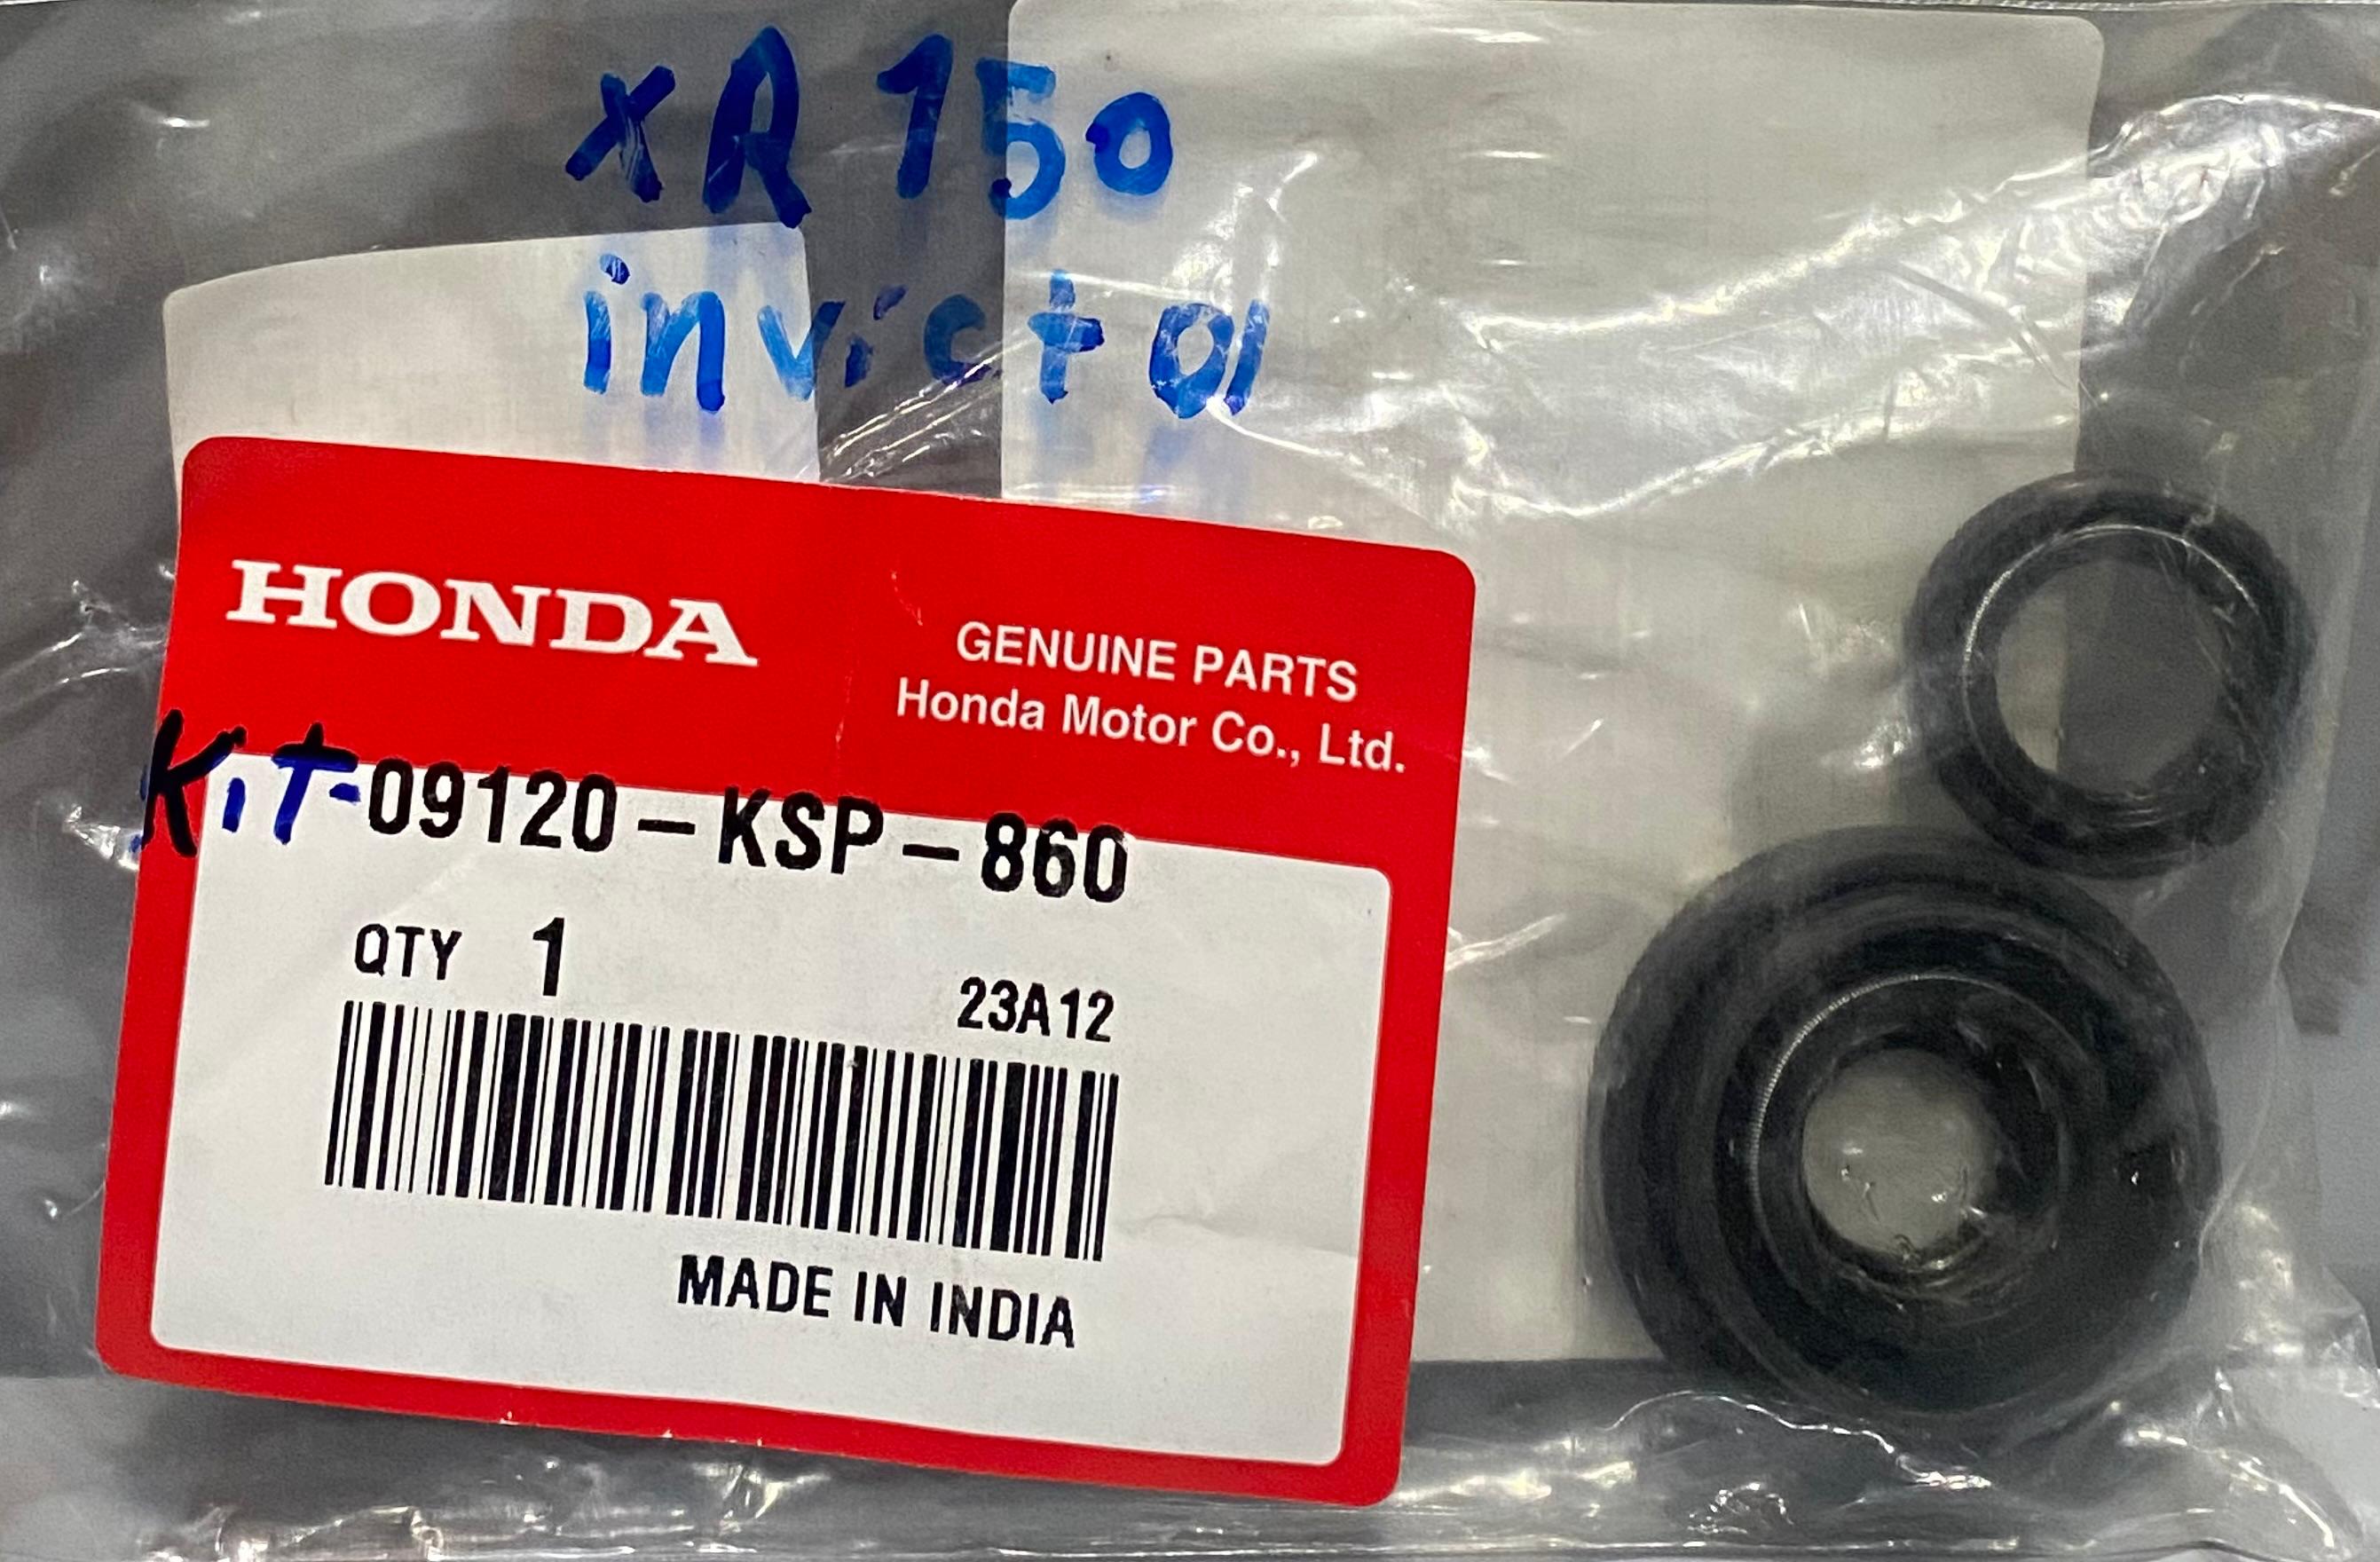 xR 150
invicta
HONDA
GENUINE PARTS
Honda Motor Co., Ltd.
KiT-09120-KSP-860
QTY 1
23A12
MADE IN INDIA